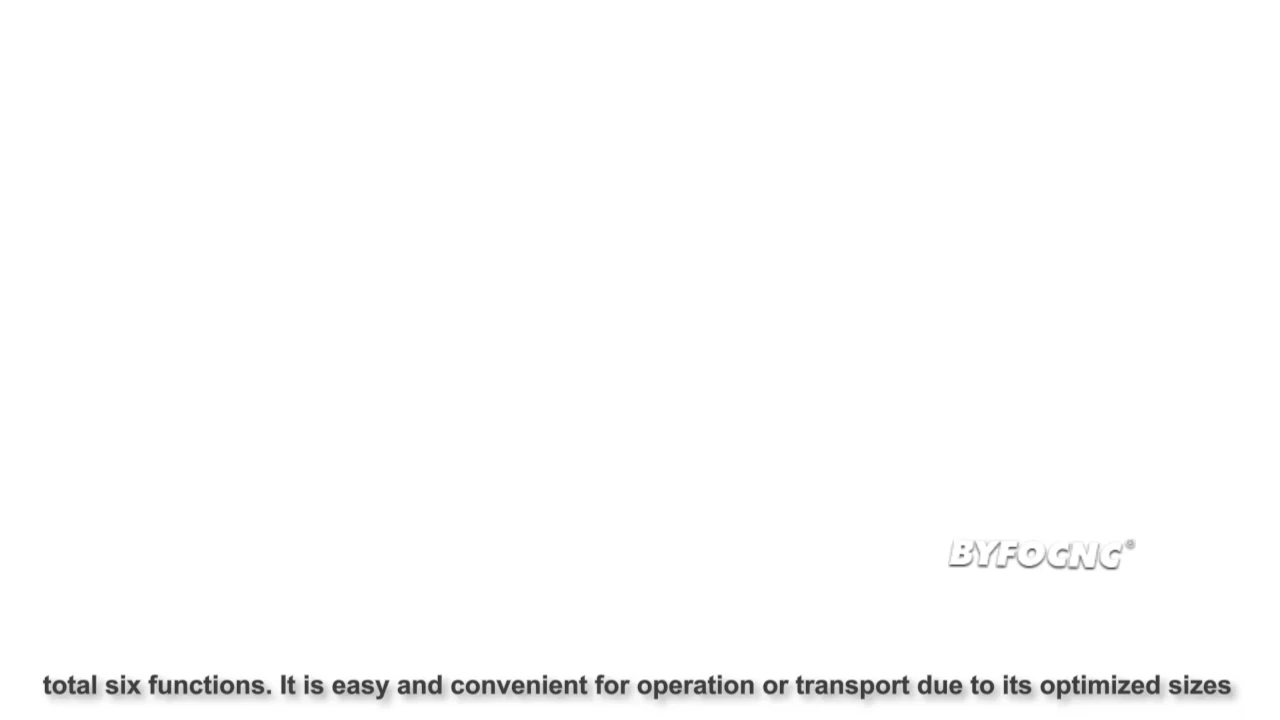 BYFOCNC®
total six functions. It is easy and convenient for operation or transport due to its optimized sizes